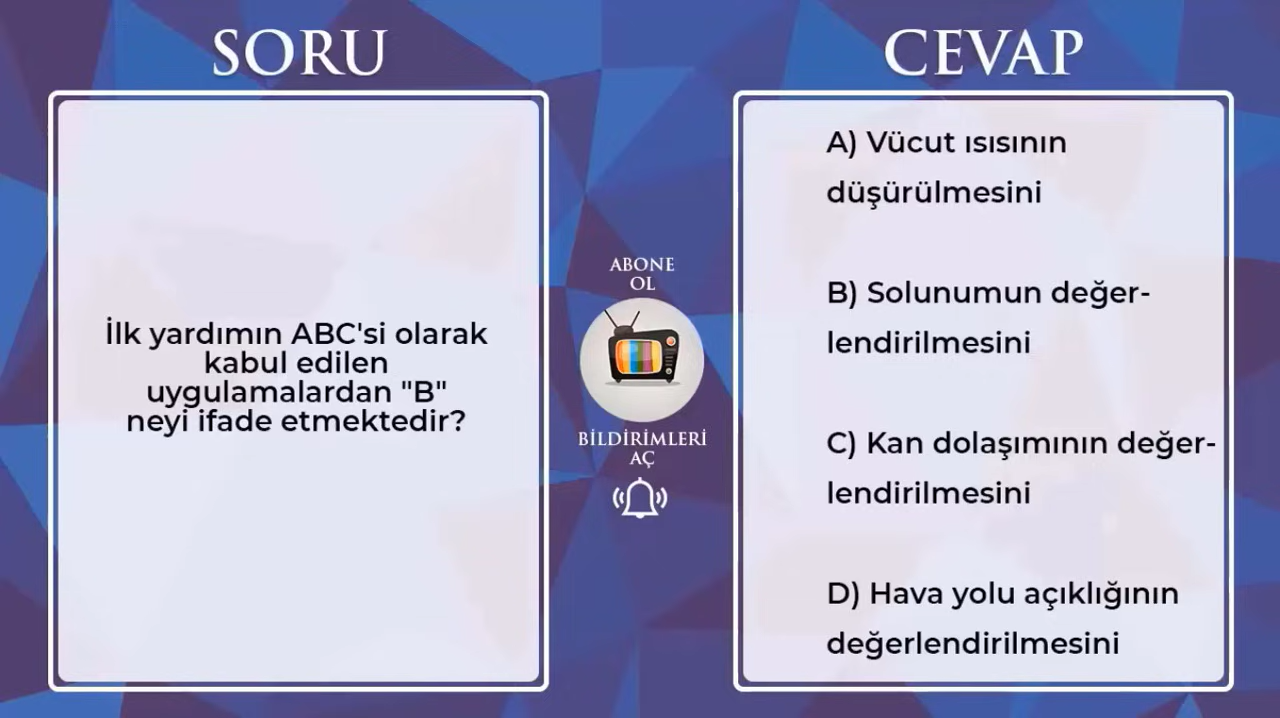 SORU
İlk yardımın ABC'si olarak
kabul edilen
uygulamalardan "B"
neyi ifade etmektedir?
ABONE
OL
BİLDİRİMLERİ
AÇ
CEVAP
A) Vücut ısısının
düşürülmesini
B) Solunumun değer-
lendirilmesini
C) Kan dolaşımının değer-
lendirilmesini
D) Hava yolu açıklığının
değerlendirilmesini